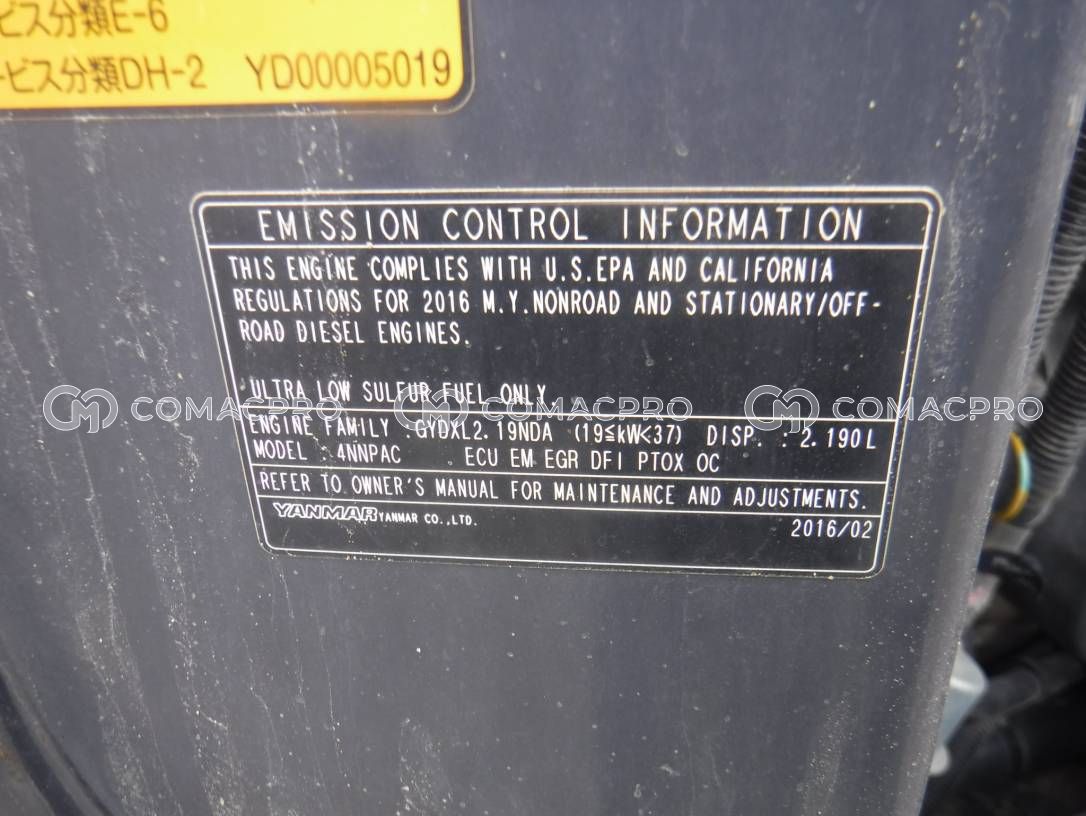 ビス分類E-6
ービス分類DH-2 YD00005019
EMISSION CONTROL INFORMATION
THIS ENGINE COMPLIES WITH U.S.EPA AND CALIFORNIA
REGULATIONS FOR 2016 M.Y.NONROAD AND STATIONARY/OFF-
ROAD DIESEL ENGINES.
ULTRA LOW SULFUR FUEL ONLY.
COMACPRO COMACPRO COMACPRO
ENGINE FAMILY :GYDXL2.19NDA (19≦kW<37) DISP. : 2.190L
MODEL : 4NNPAC ECU EM EGR DFI PTOX OC
REFER TO OWNER'S MANUAL FOR MAINTENANCE AND ADJUSTMENTS.
YANMAR YANMAR CO.,LTD. 2016/02